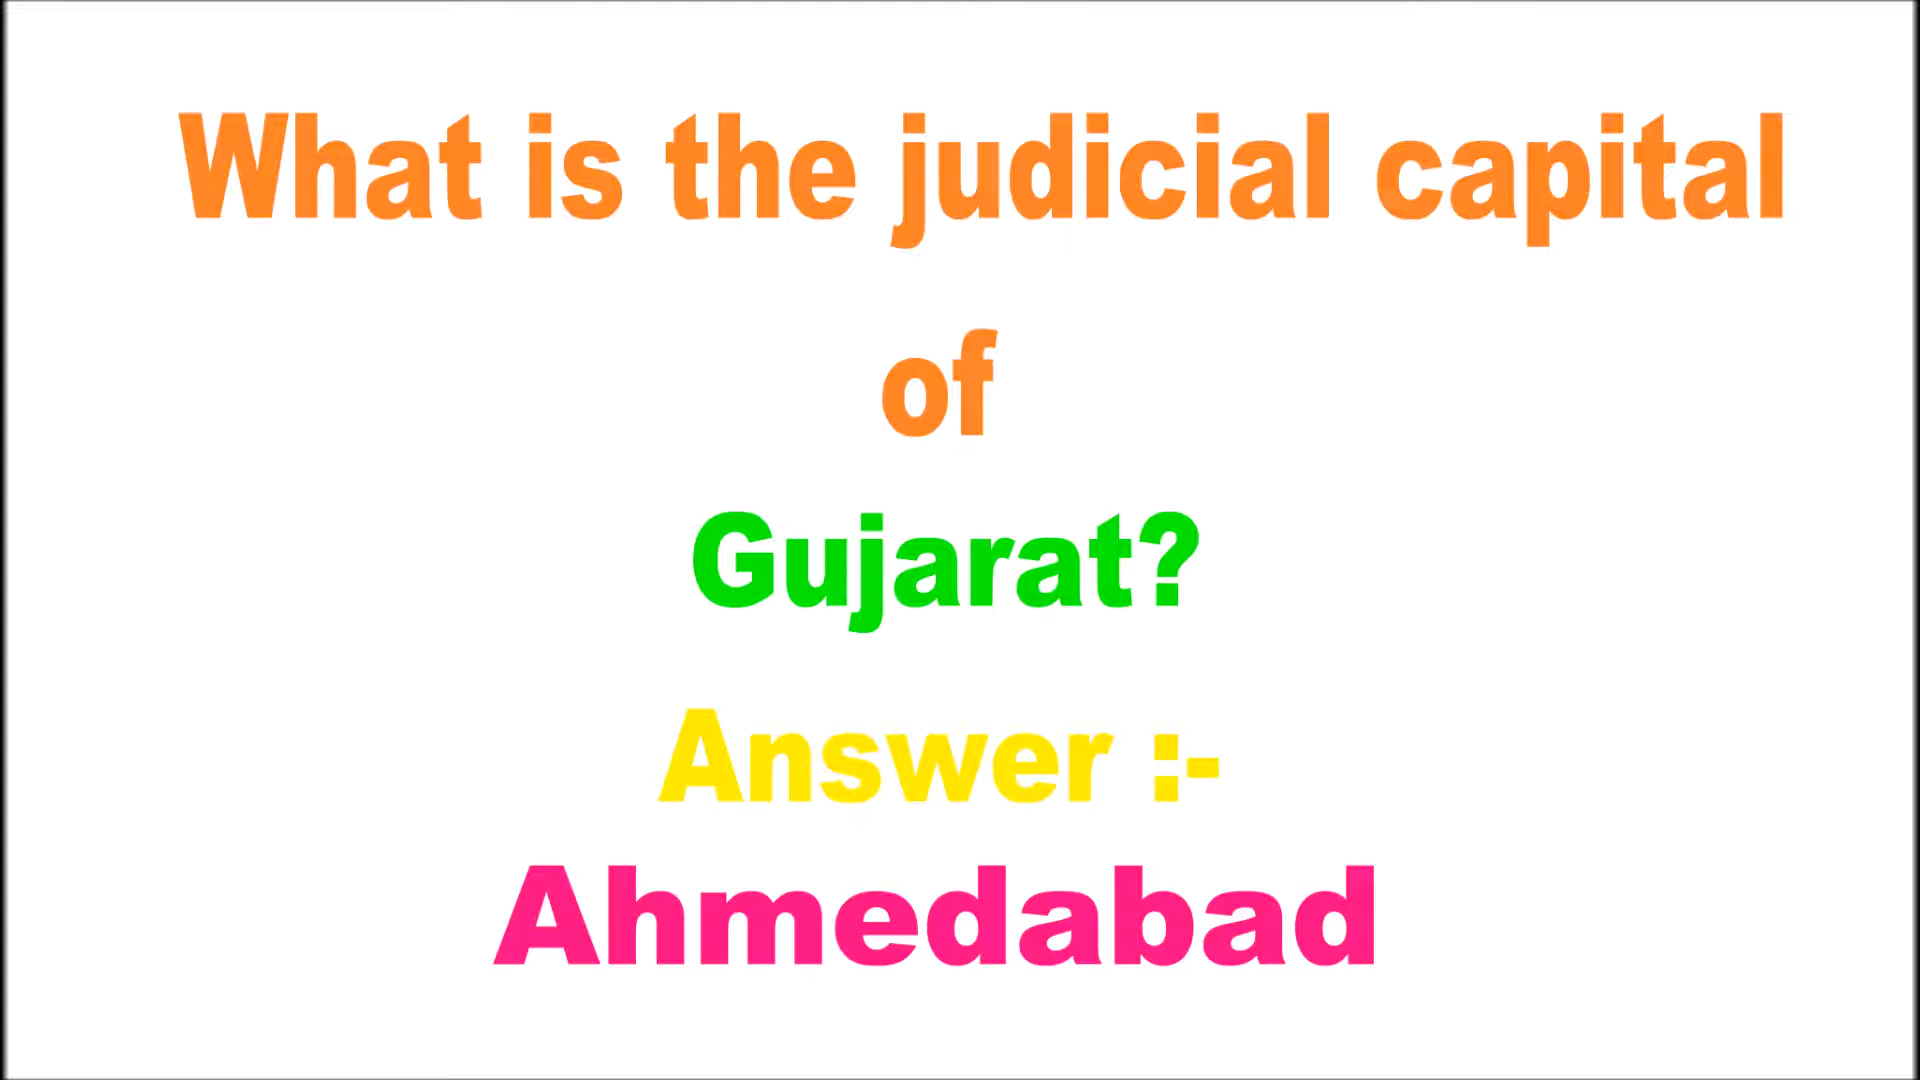 What is the judicial capital
of
Gujarat?
Answer :-
Ahmedabad